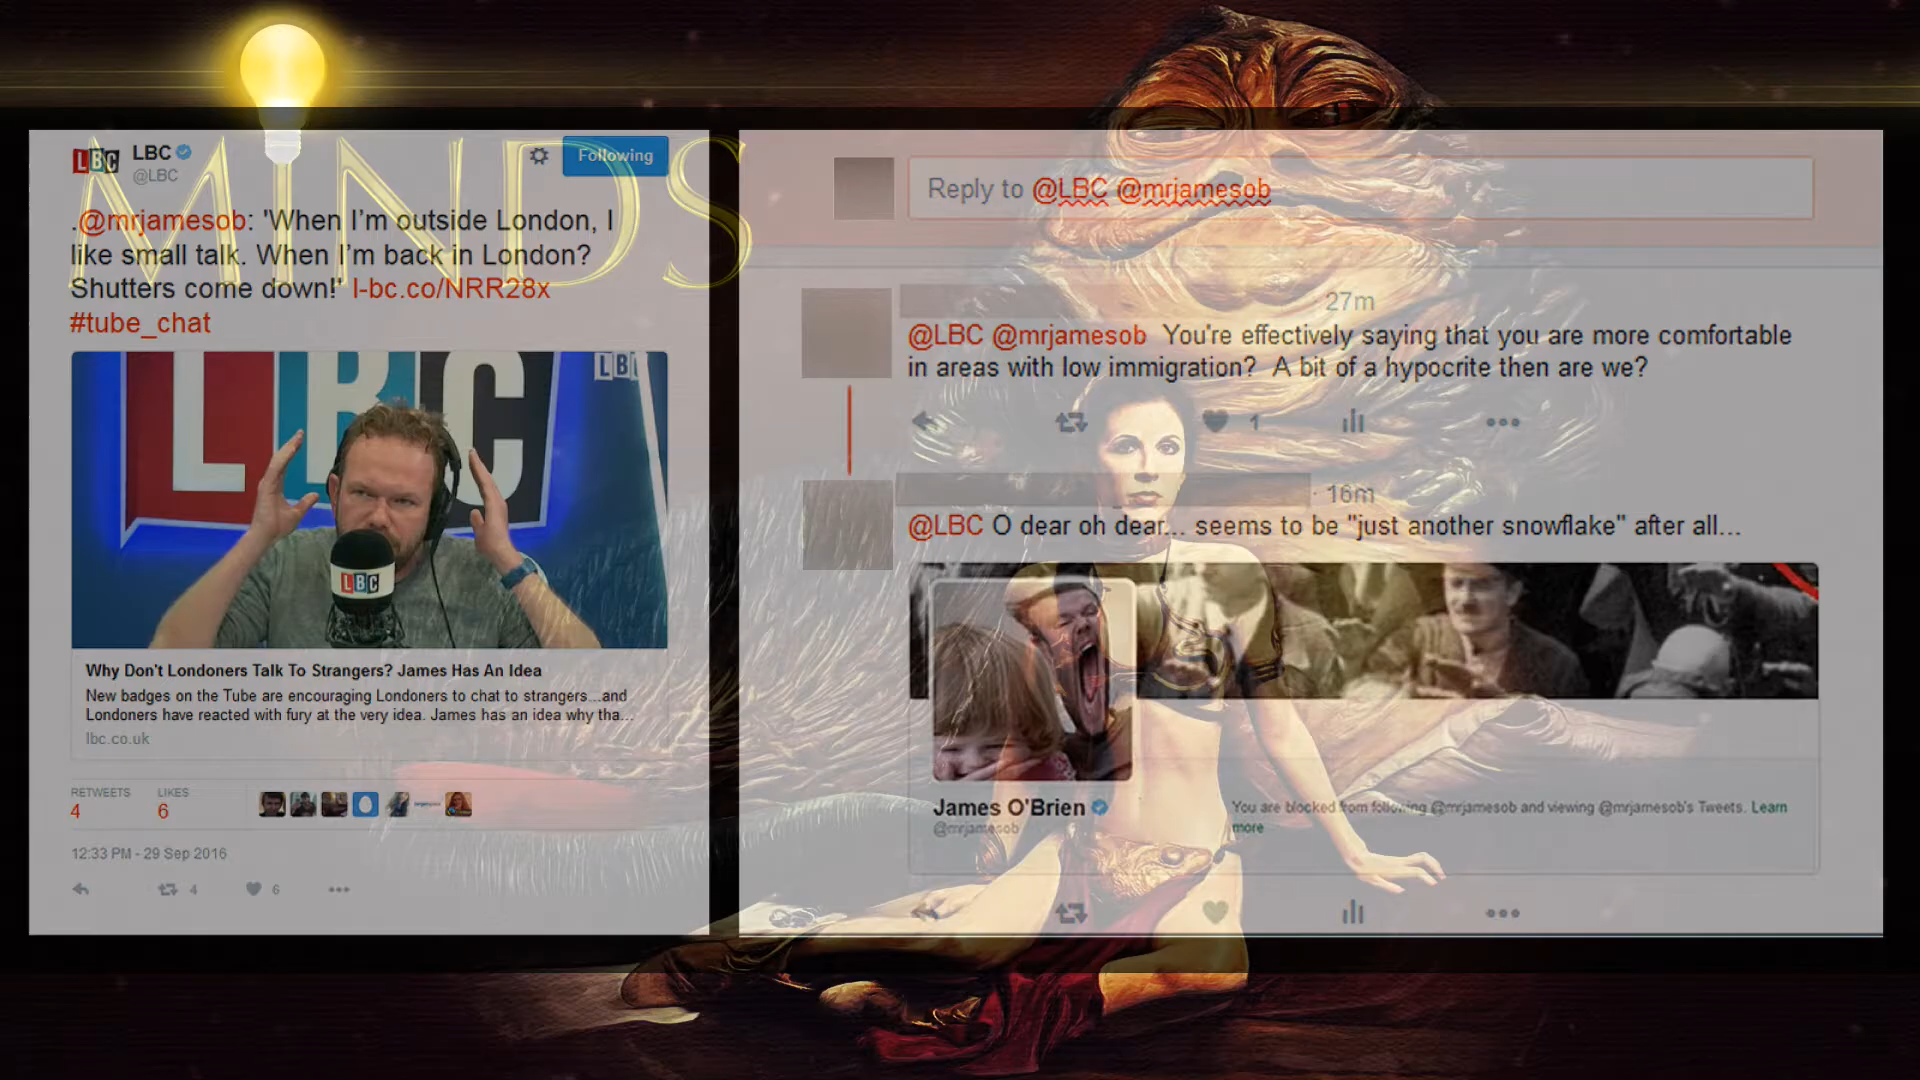 MINDS
LBC
LBC
@LBC
Following
.@mrjamesob: 'When I'm outside London, I
like small talk. When I'm back in London?
Shutters come down!' l-bc.co/NRR28x
#tube_chat
LBC
LBC
LBC
Why Don't Londoners Talk To Strangers? James Has An Idea
New badges on the Tube are encouraging Londoners to chat to strangers...and
Londoners have reacted with fury at the very idea. James has an idea why tha...
lbc.co.uk
RETWEETS
4
LIKES
6
12:33 PM - 29 Sep 2016
4
6
Reply to @LBC @mrjamesob
27m
@LBC @mrjamesob You're effectively saying that you are more comfortable
in areas with low immigration? A bit of a hypocrite then are we?
1
· 16m
@LBC O dear oh dear... seems to be "just another snowflake" after all...
James O'Brien
@mrjamesob
You are blocked from following @mrjamesob and viewing @mrjamesob's Tweets. Learn
more